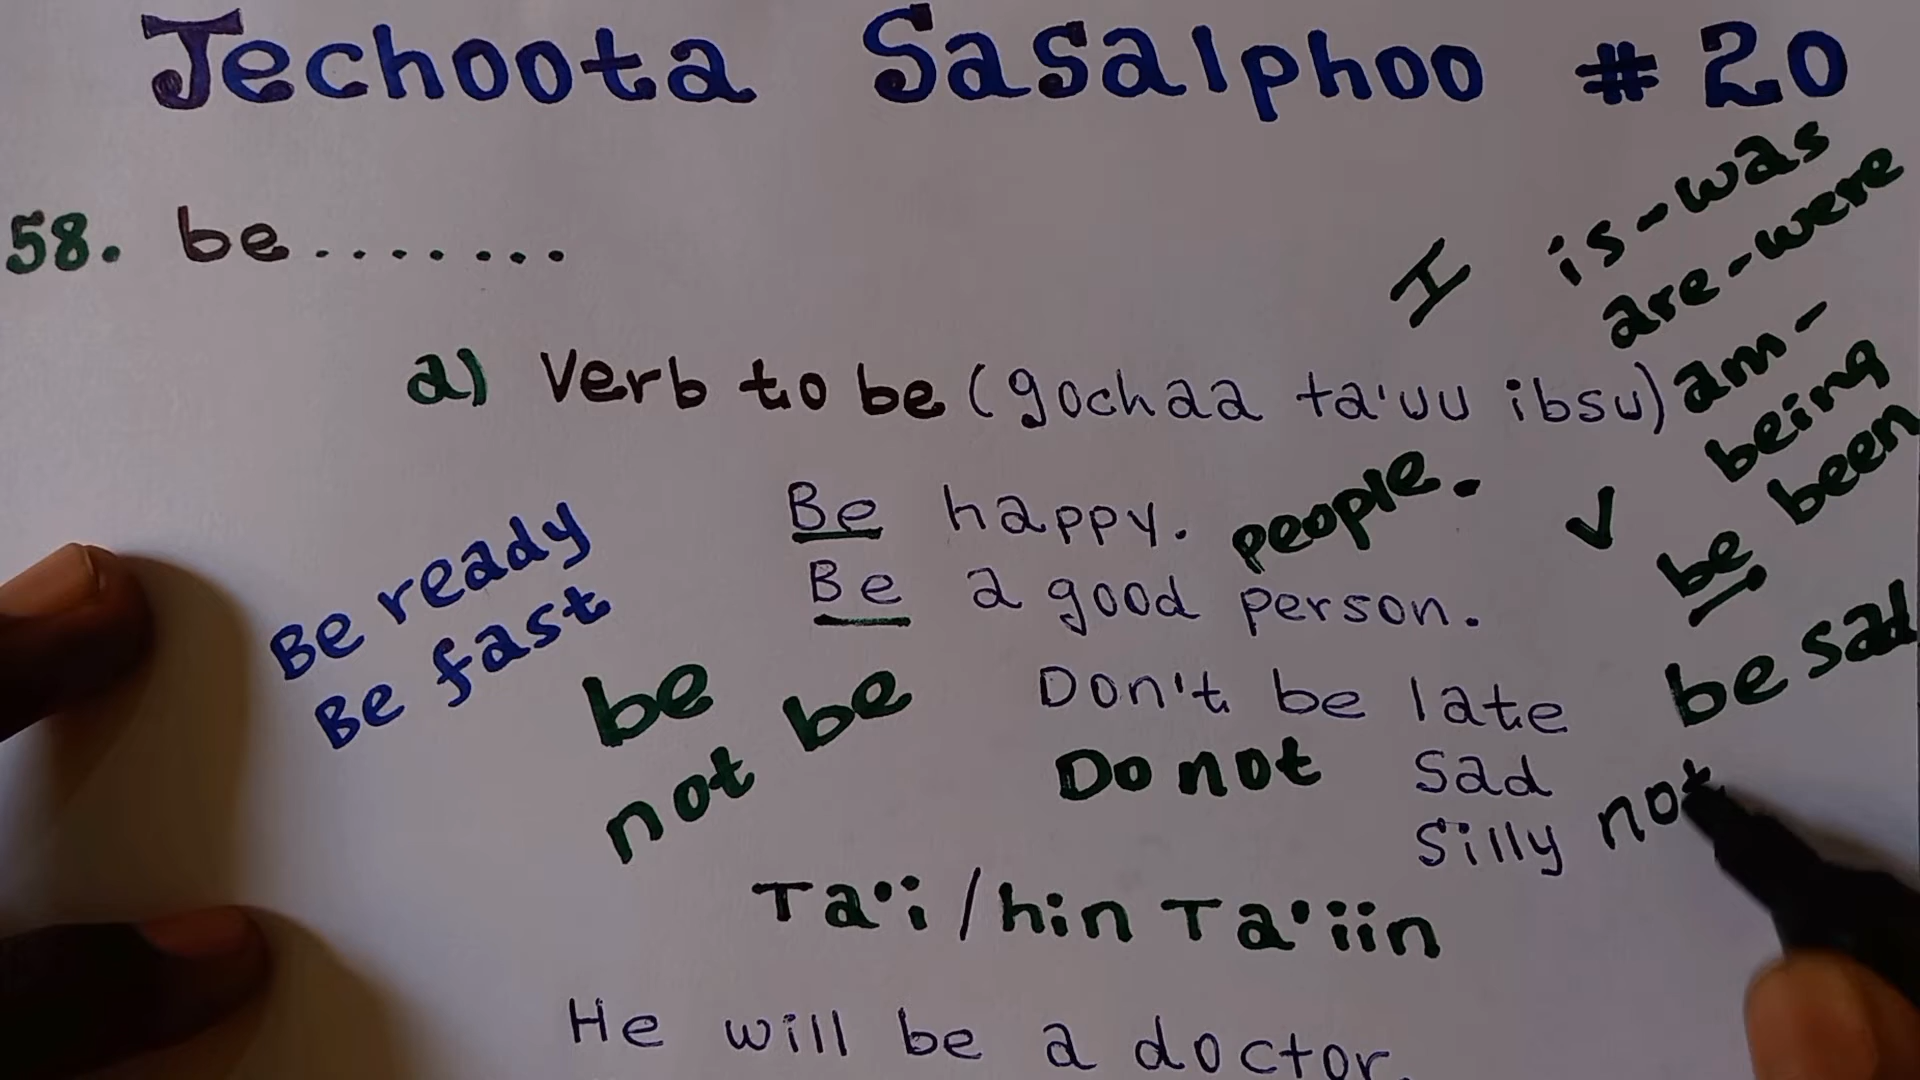 Jechoota Sasalphoo # 20
is-was
are-were
am-
being
been
be
I
58. be........
a) Verb to be (gochaa ta'uu ibsu)
Be happy. people.
Be a good person.
Be ready
Be fast
be
not be
Don't be late
Do not sad
silly
be sad
not
Ta'i/hin Ta'iin
He will be a doctor.